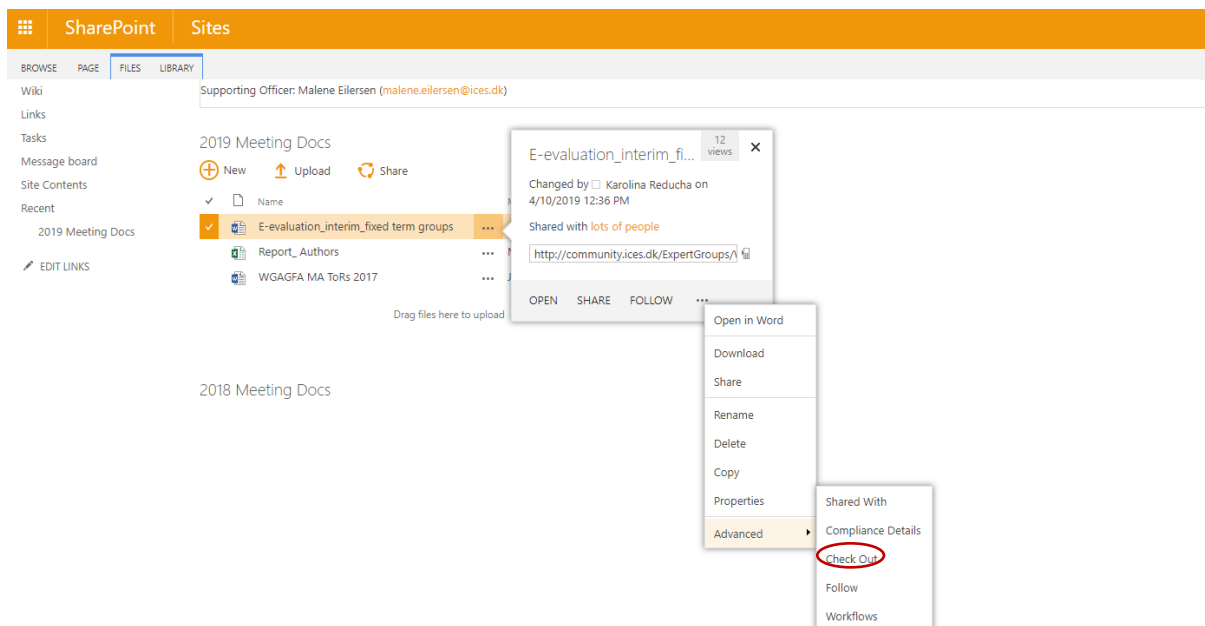 SharePoint Sites
BROWSE PAGE FILES LIBRARY
Wiki
Links
Tasks
Message board
Site Contents
Recent
2019 Meeting Docs
EDIT LINKS
Supporting Officer: Malene Eilersen (malene.eilersen@ices.dk)
2019 Meeting Docs
New Upload Share
Name
E-evaluation_interim_fixed term groups ...
Report_ Authors ...
WGAGFA MA ToRs 2017 ...
Drag files here to upload
2018 Meeting Docs
E-evaluation_interim_fi...
12
views
Changed by Karolina Reducha on
4/10/2019 12:36 PM
Shared with lots of people
http://community.ices.dk/ExpertGroups/
OPEN SHARE FOLLOW ...
Open in Word
Download
Share
Rename
Delete
Copy
Properties
Advanced
Shared With
Compliance Details
Check Out
Follow
Workflows